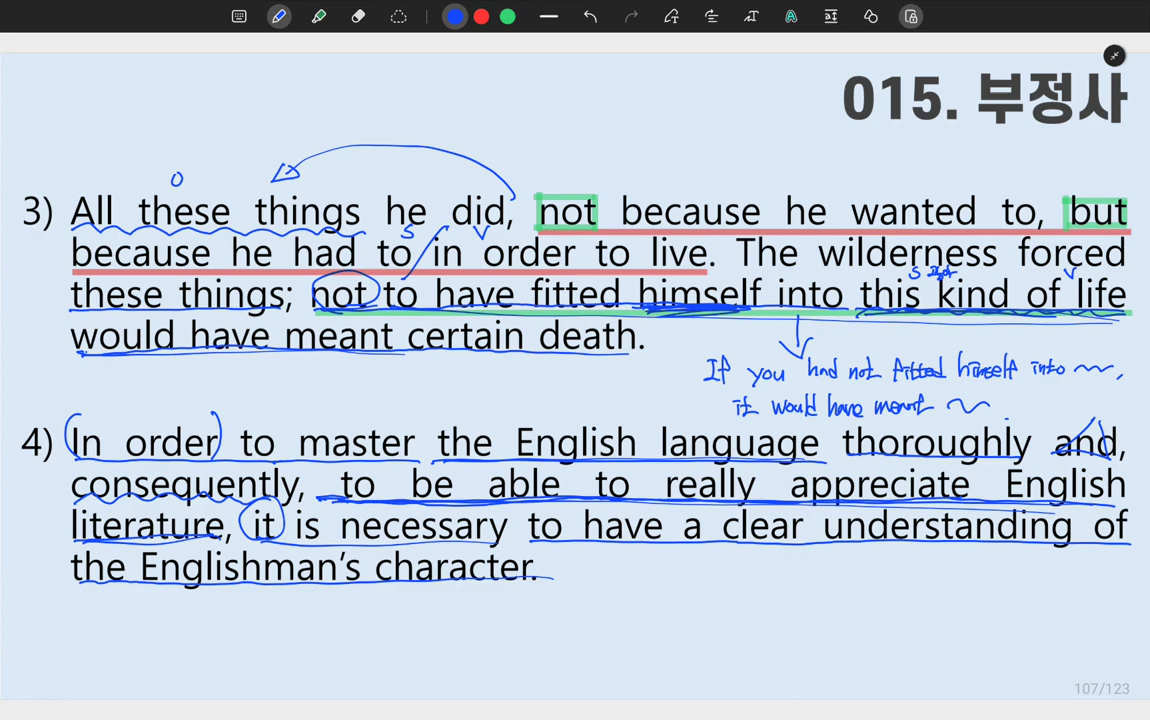 015. 부정사
O
3) All these things he did, not because he wanted to, but
S V
because he had to in order to live. The wilderness forced
S V
these things; not to have fitted himself into this kind of life
would have meant certain death.
If you had not fitted himself into ~,
it would have meant ~
4) In order to master the English language thoroughly and,
consequently, to be able to really appreciate English
literature, it is necessary to have a clear understanding of
the Englishman's character.
107/123